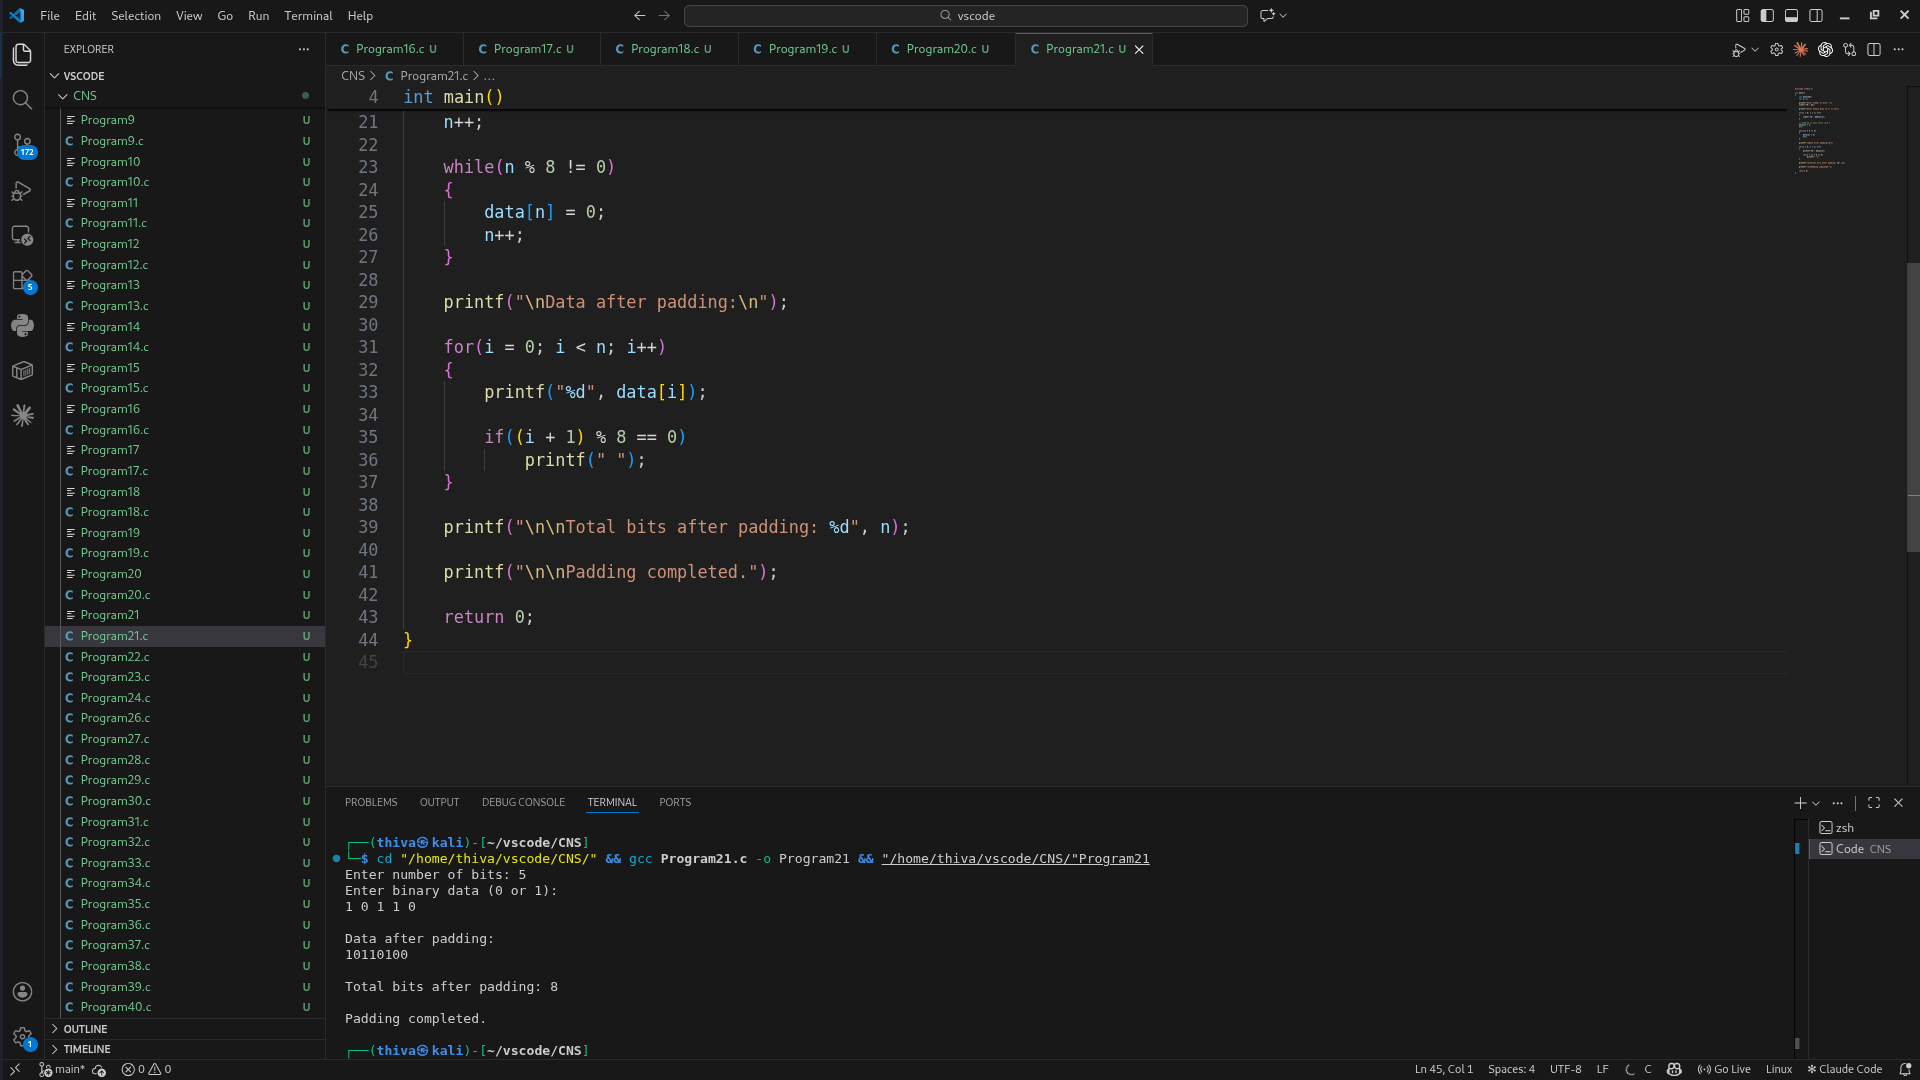 File Edit Selection View Go Run Terminal Help
vscode
EXPLORER
Program16.c U
Program17.c U
Program18.c U
Program19.c U
Program20.c U
Program21.c U
VSCODE
CNS
CNS > Program21.c > ...
4 int main()
21 n++;
22
23 while(n % 8 != 0)
24 {
25 data[n] = 0;
26 n++;
27 }
28
29 printf("\nData after padding:\n");
30
31 for(i = 0; i < n; i++)
32 {
33 printf("%d", data[i]);
34
35 if((i + 1) % 8 == 0)
36 printf(" ");
37 }
38
39 printf("\n\nTotal bits after padding: %d", n);
40
41 printf("\n\nPadding completed.");
42
43 return 0;
44 }
45
172
5
1
Program9 U
Program9.c U
Program10 U
Program10.c U
Program11 U
Program11.c U
Program12 U
Program12.c U
Program13 U
Program13.c U
Program14 U
Program14.c U
Program15 U
Program15.c U
Program16 U
Program16.c U
Program17 U
Program17.c U
Program18 U
Program18.c U
Program19 U
Program19.c U
Program20 U
Program20.c U
Program21 U
Program21.c U
Program22.c U
Program23.c U
Program24.c U
Program26.c U
Program27.c U
Program28.c U
Program29.c U
Program30.c U
Program31.c U
Program32.c U
Program33.c U
Program34.c U
Program35.c U
Program36.c U
Program37.c U
Program38.c U
Program39.c U
Program40.c U
OUTLINE
TIMELINE
PROBLEMS OUTPUT DEBUG CONSOLE TERMINAL PORTS
zsh
Code CNS
┌──(thiva㉿kali)-[~/vscode/CNS]
└─$ cd "/home/thiva/vscode/CNS/" && gcc Program21.c -o Program21 && "/home/thiva/vscode/CNS/"Program21
Enter number of bits: 5
Enter binary data (0 or 1):
1 0 1 1 0
Data after padding:
10110100
Total bits after padding: 8
Padding completed.
┌──(thiva㉿kali)-[~/vscode/CNS]
main* 0 0
Ln 45, Col 1 Spaces: 4 UTF-8 LF C Go Live Linux Claude Code